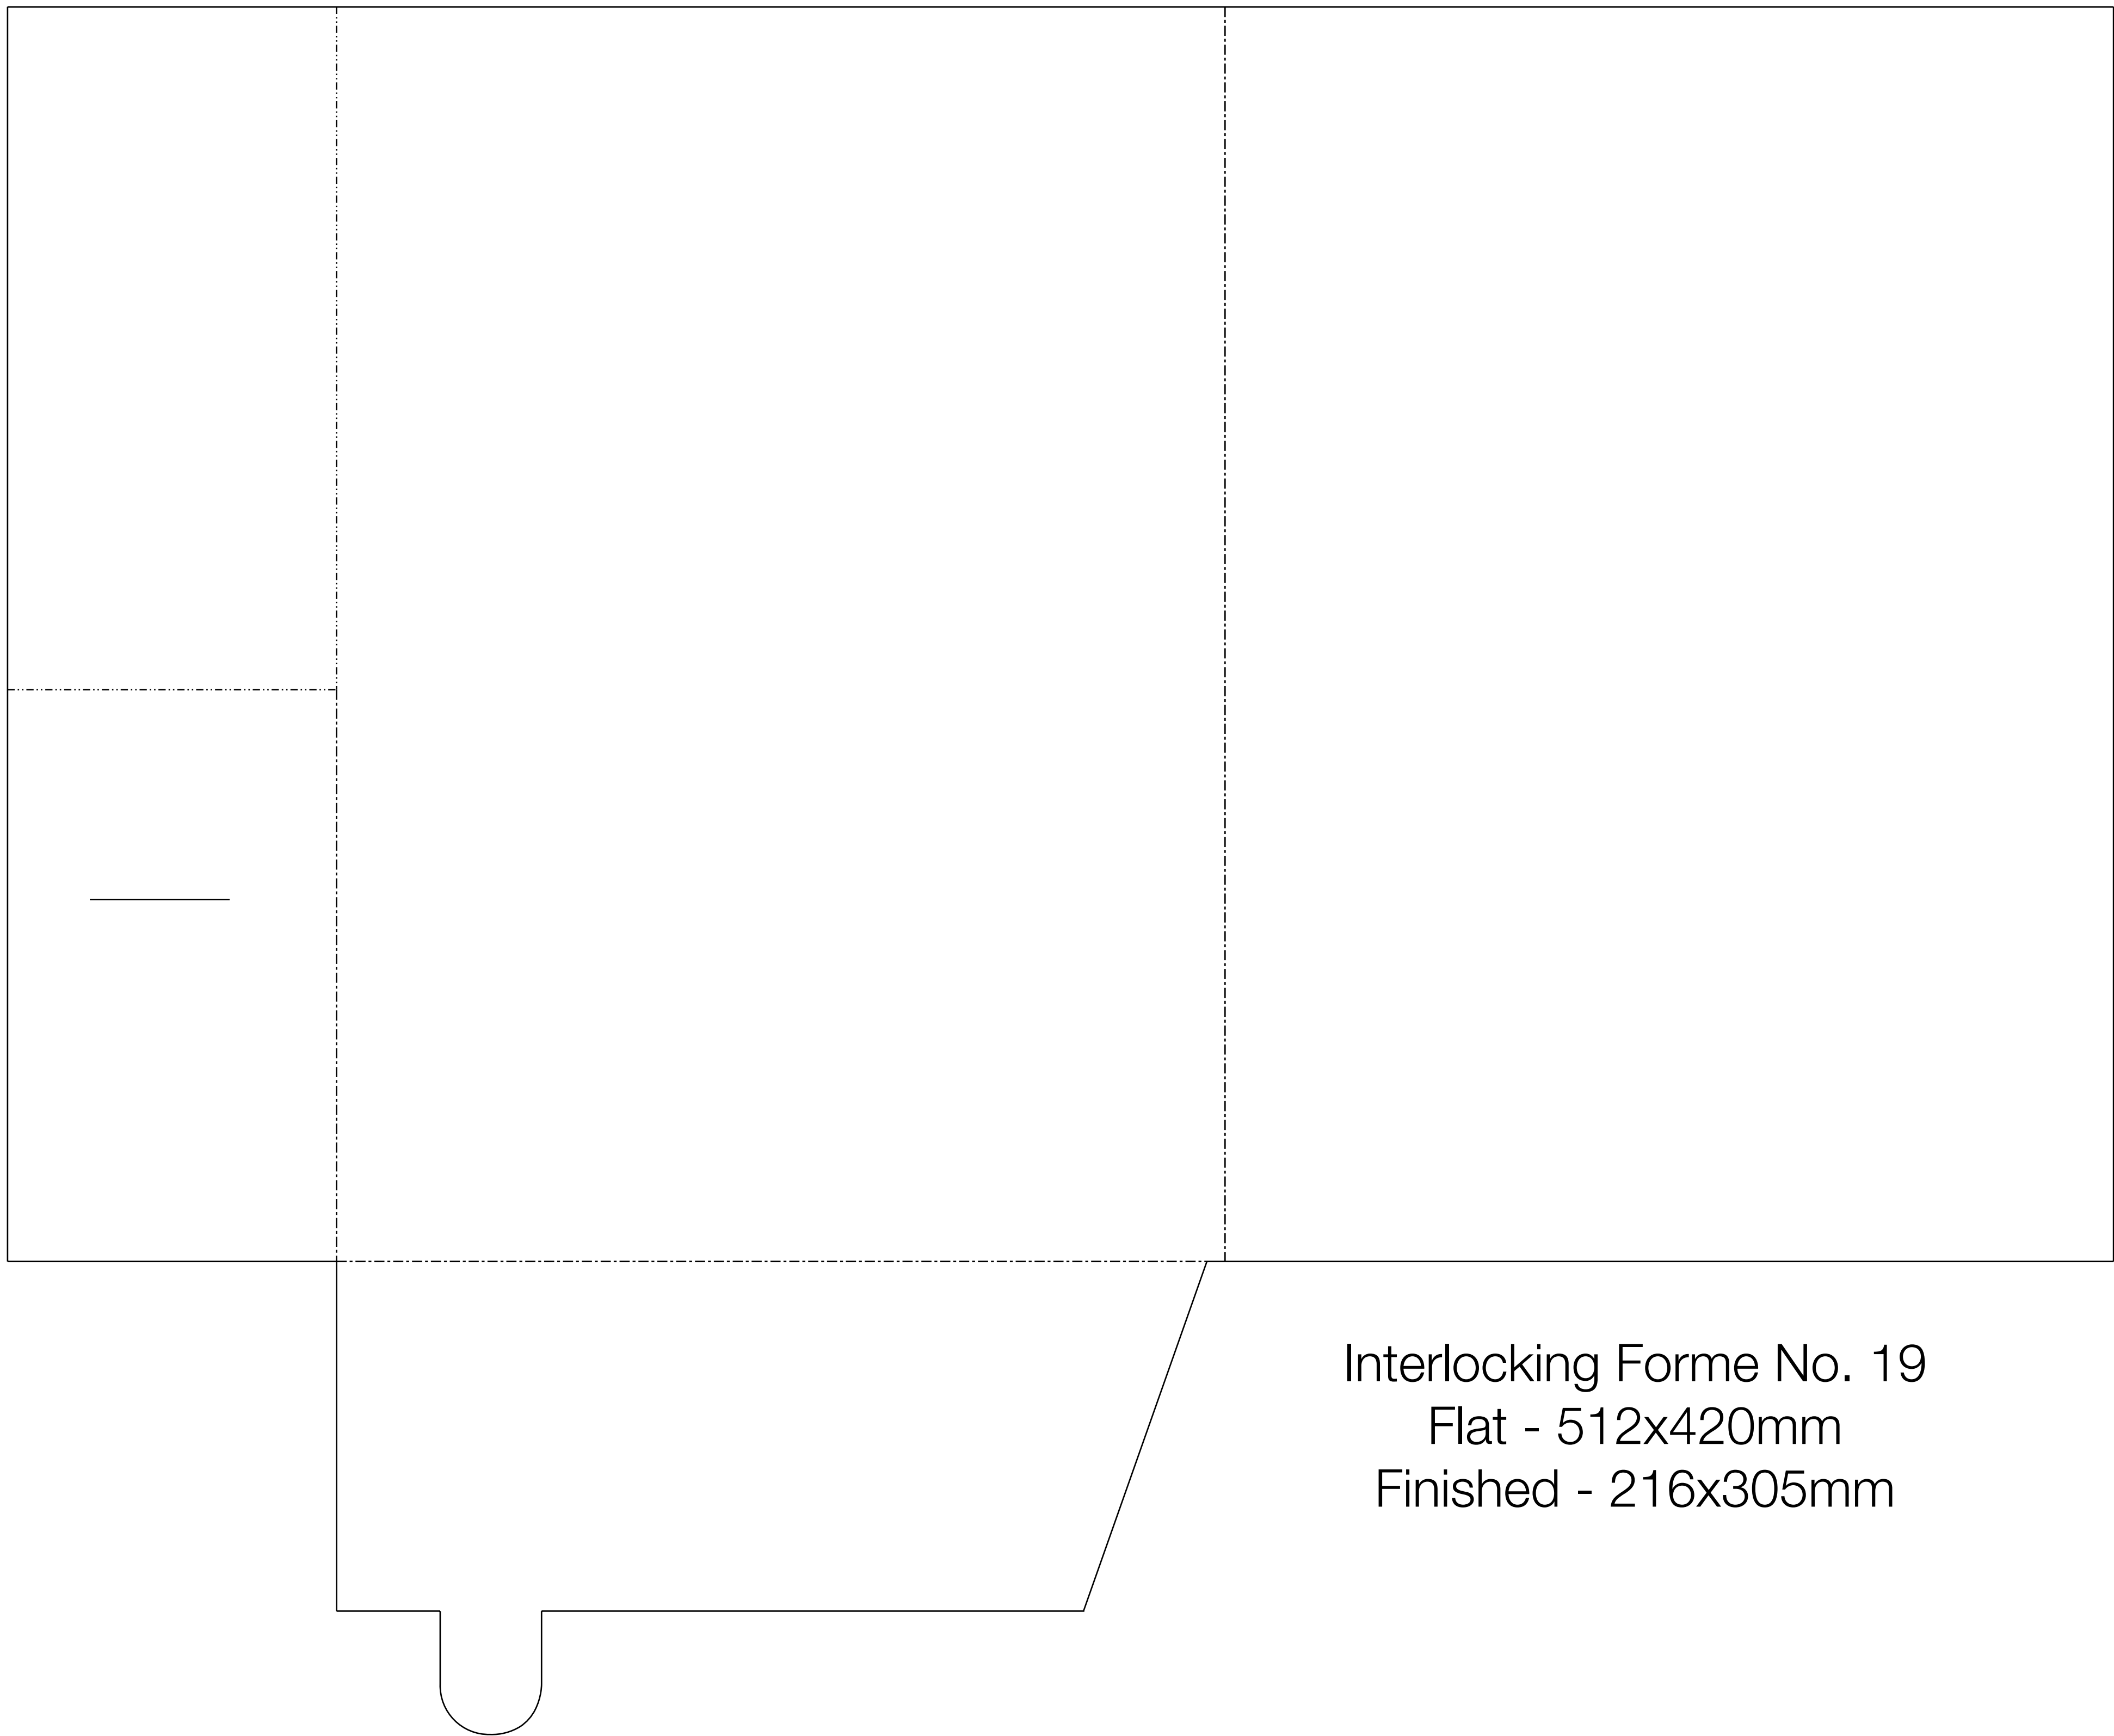 Interlocking Forme No. 19
Flat - 512x420mm
Finished - 216x305mm